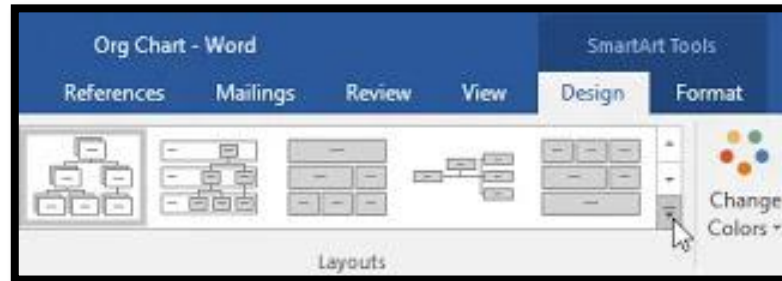 Org Chart - Word SmartArt Tools
References Mailings Review View Design Format
Change
Colors
Layouts